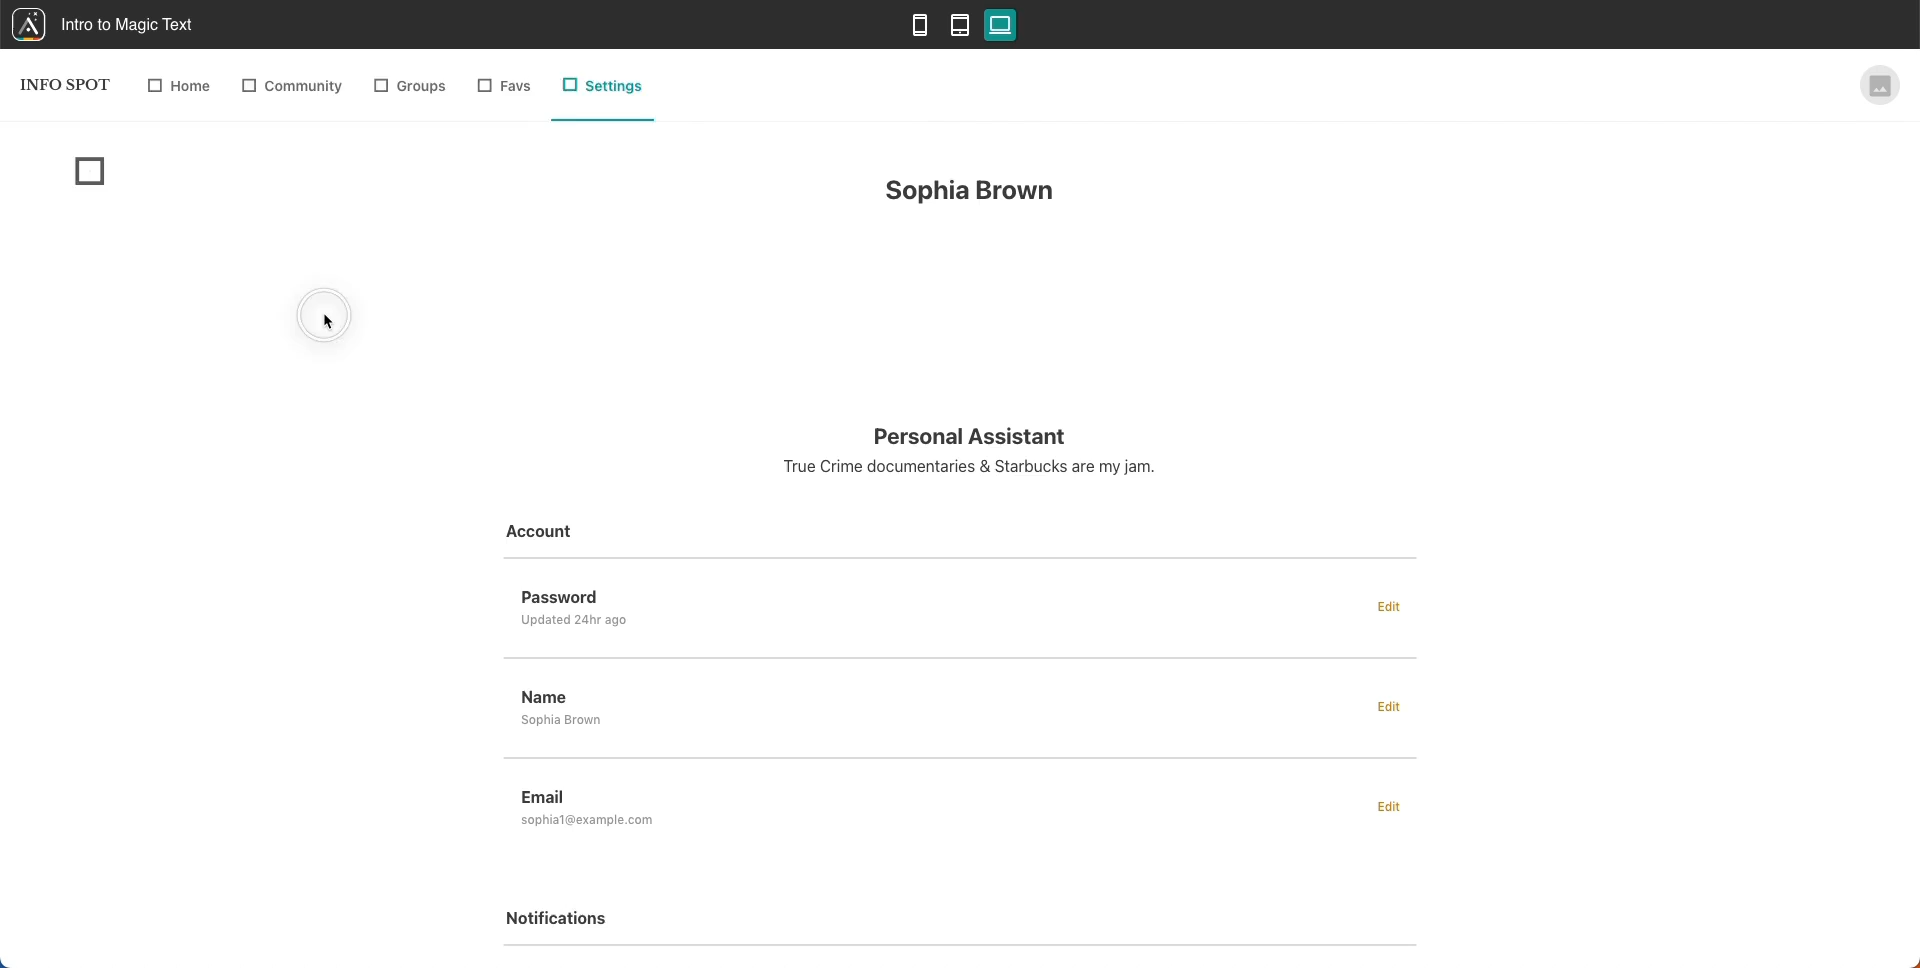 Intro to Magic Text
INFO SPOT Home Community Groups Favs Settings
Sophia Brown
Personal Assistant
True Crime documentaries & Starbucks are my jam.
Account
Password
Updated 24hr ago
Edit
Name
Sophia Brown
Edit
Email
sophia1@example.com
Edit
Notifications